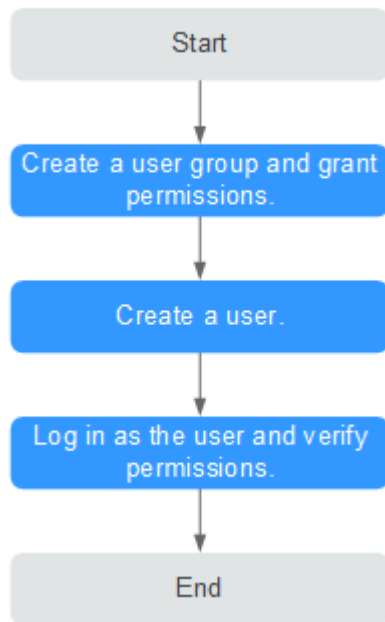 Start
Create a user group and grant
permissions.
Create a user.
Log in as the user and verify
permissions.
End